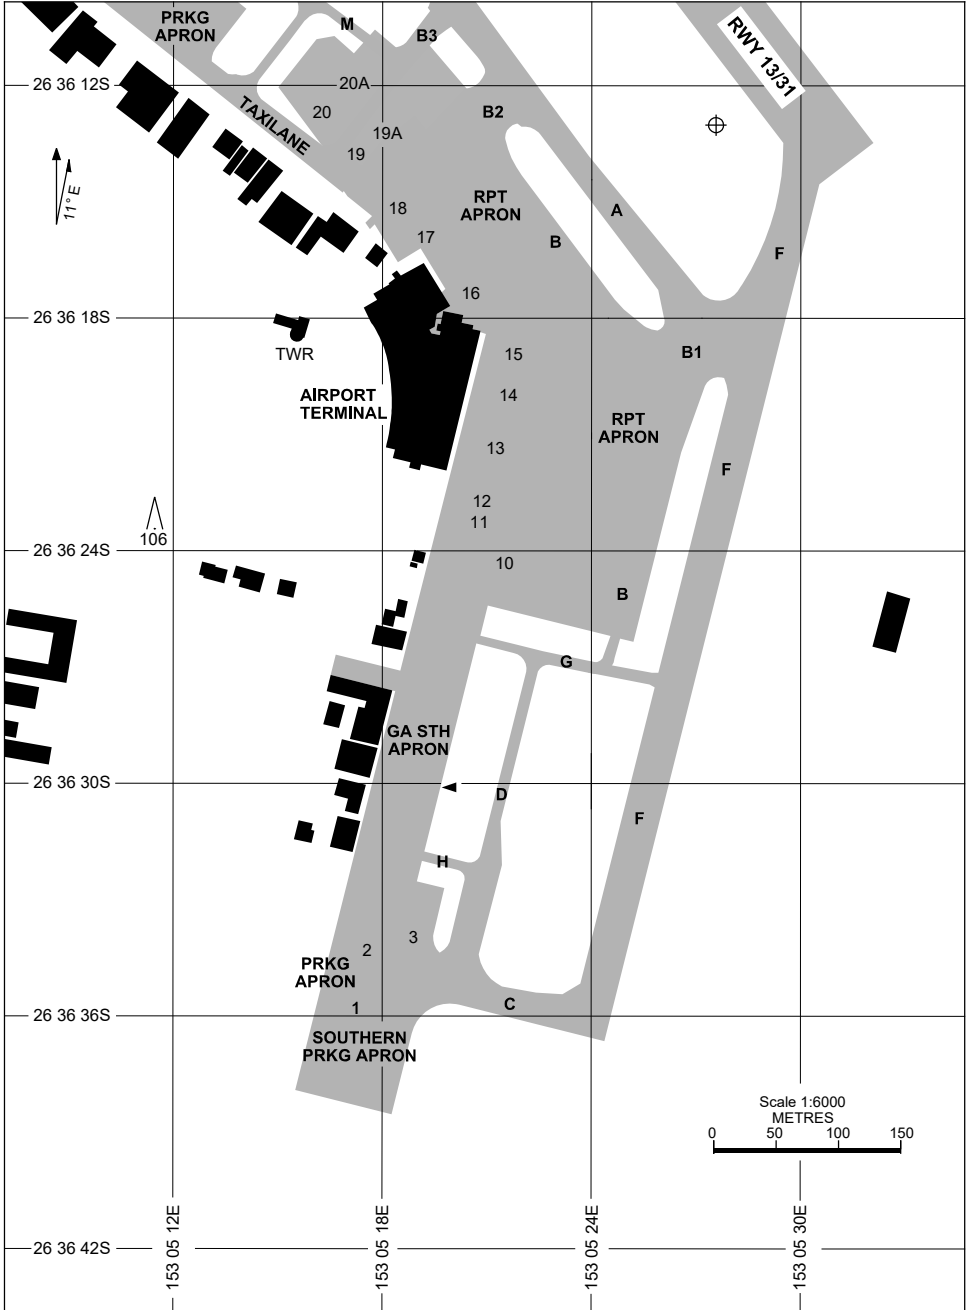 PRKG
APRON
M
B3
RWY 13/31
26 36 12S
20A
20
B2
TAXILANE
19A
19
11° E
RPT
APRON
18
A
17
B
F
16
26 36 18S
TWR
15
B1
AIRPORT
TERMINAL
14
RPT
APRON
13
F
12
11
106
26 36 24S
10
B
G
GA STH
APRON
26 36 30S
D
F
H
3
2
PRKG
APRON
1
C
26 36 36S
SOUTHERN
PRKG APRON
Scale 1:6000
METRES
0 50 100 150
26 36 42S
153 05 12E
153 05 18E
153 05 24E
153 05 30E